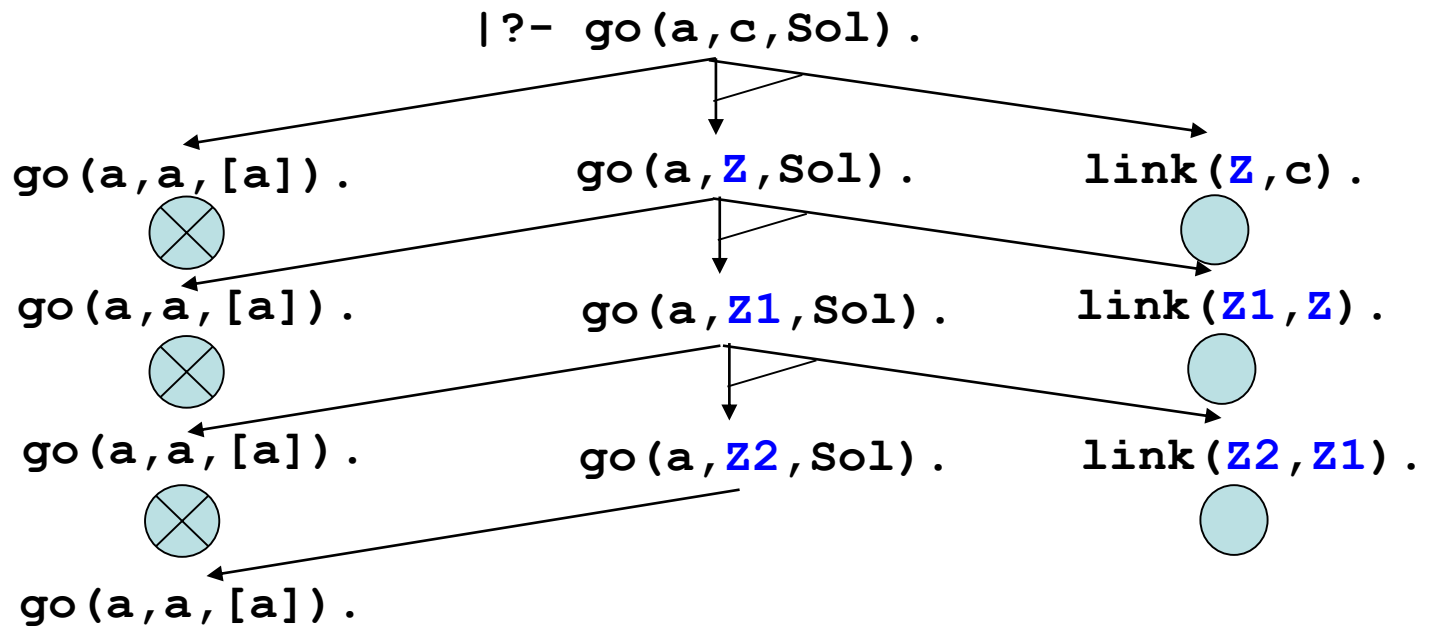 |?- go(a,c,Sol).
go(a,a,[a]). go(a,Z,Sol). link(Z,c).
go(a,a,[a]). go(a,Z1,Sol). link(Z1,Z).
go(a,a,[a]). go(a,Z2,Sol). link(Z2,Z1).
go(a,a,[a]).